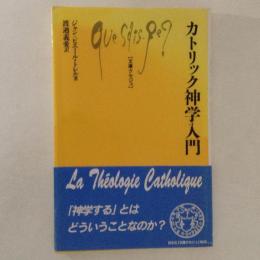 カトリック神学入門
ジャン=ピエール・トレル著
渡邉義愛訳
que sais-je?
[文庫クセジュ]
La Théologie Catholique
「神学する」とは
どういうことなのか?